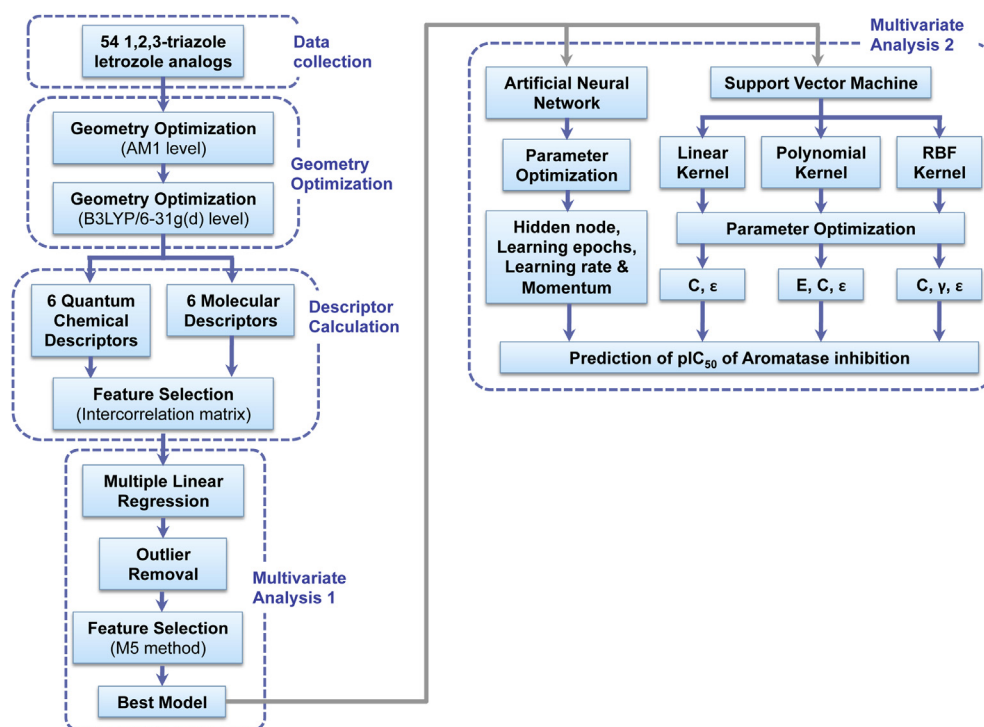 54 1,2,3-triazole
letrozole analogs
Data
collection
Geometry Optimization
(AM1 level)
Geometry Optimization
(B3LYP/6-31g(d) level)
Geometry
Optimization
6 Quantum
Chemical
Descriptors
6 Molecular
Descriptors
Descriptor
Calculation
Feature Selection
(Intercorrelation matrix)
Multiple Linear
Regression
Outlier
Removal
Feature Selection
(M5 method)
Best Model
Multivariate
Analysis 1
Multivariate
Analysis 2
Artificial Neural
Network
Parameter
Optimization
Hidden node,
Learning epochs,
Learning rate &
Momentum
Support Vector Machine
Linear
Kernel
Polynomial
Kernel
RBF
Kernel
Parameter Optimization
C, ε
E, C, ε
C, γ, ε
Prediction of pIC₅₀ of Aromatase inhibition